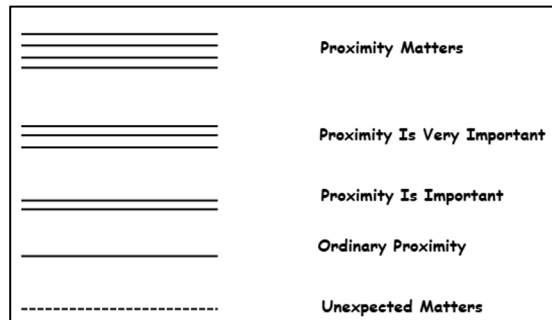 Proximity Matters
Proximity Is Very Important
Proximity Is Important
Ordinary Proximity
Unexpected Matters